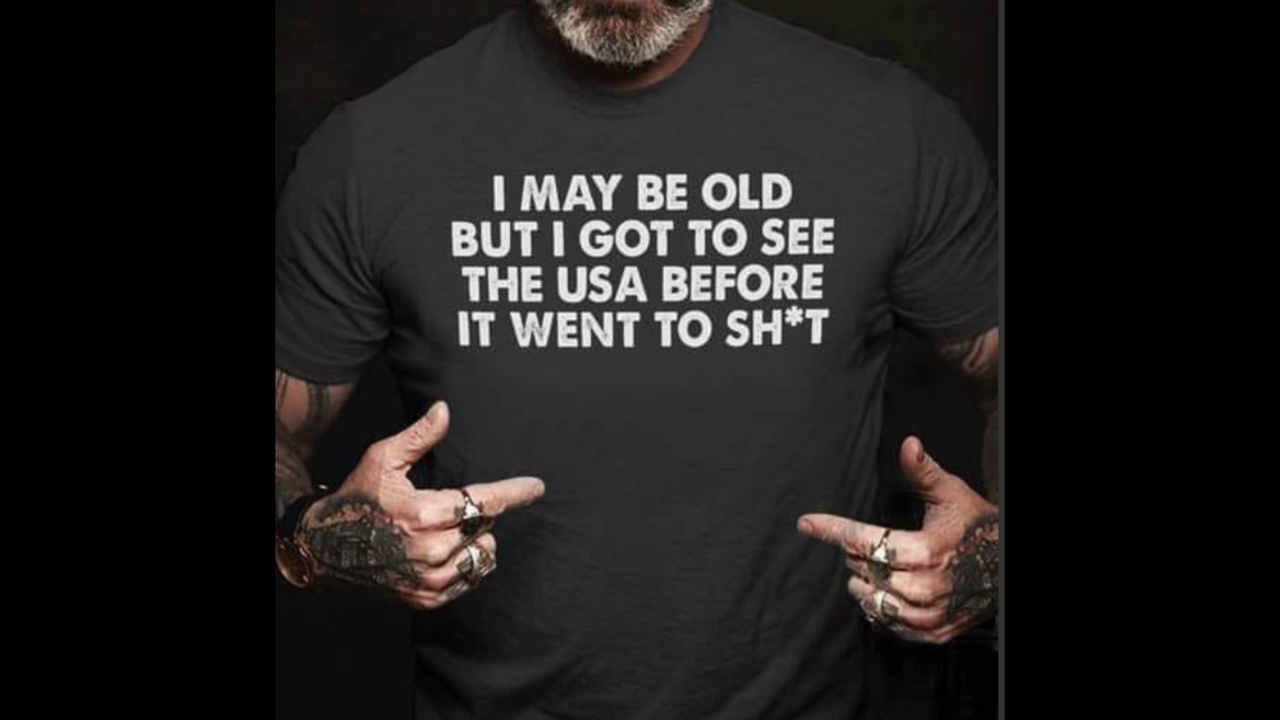 I MAY BE OLD
BUT I GOT TO SEE
THE USA BEFORE
IT WENT TO SH*T